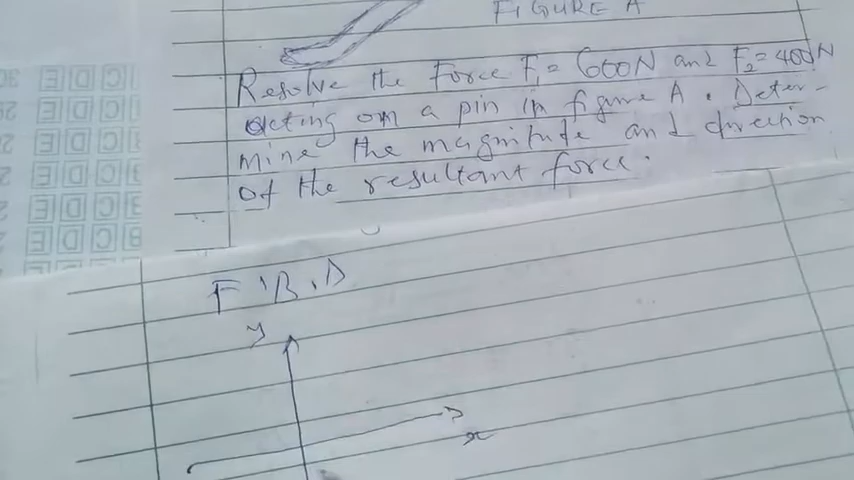 FIGURE A
Resolve the Force F1 = 600N and F2 = 400N
acting on a pin in figure A. Deter-
mine the magnitude and direction
of the resultant force.
F.B.D
y
x